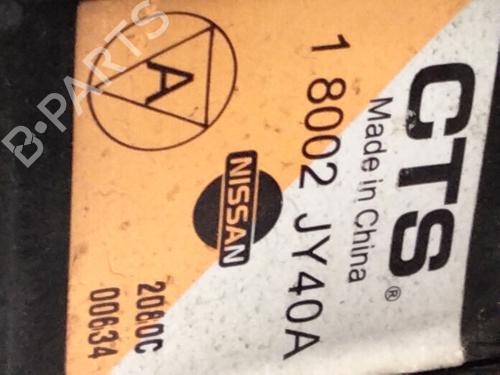 CTS®
Made in China
1 8002 JY40A
NISSAN
A
2080C
00634
B-PARTS